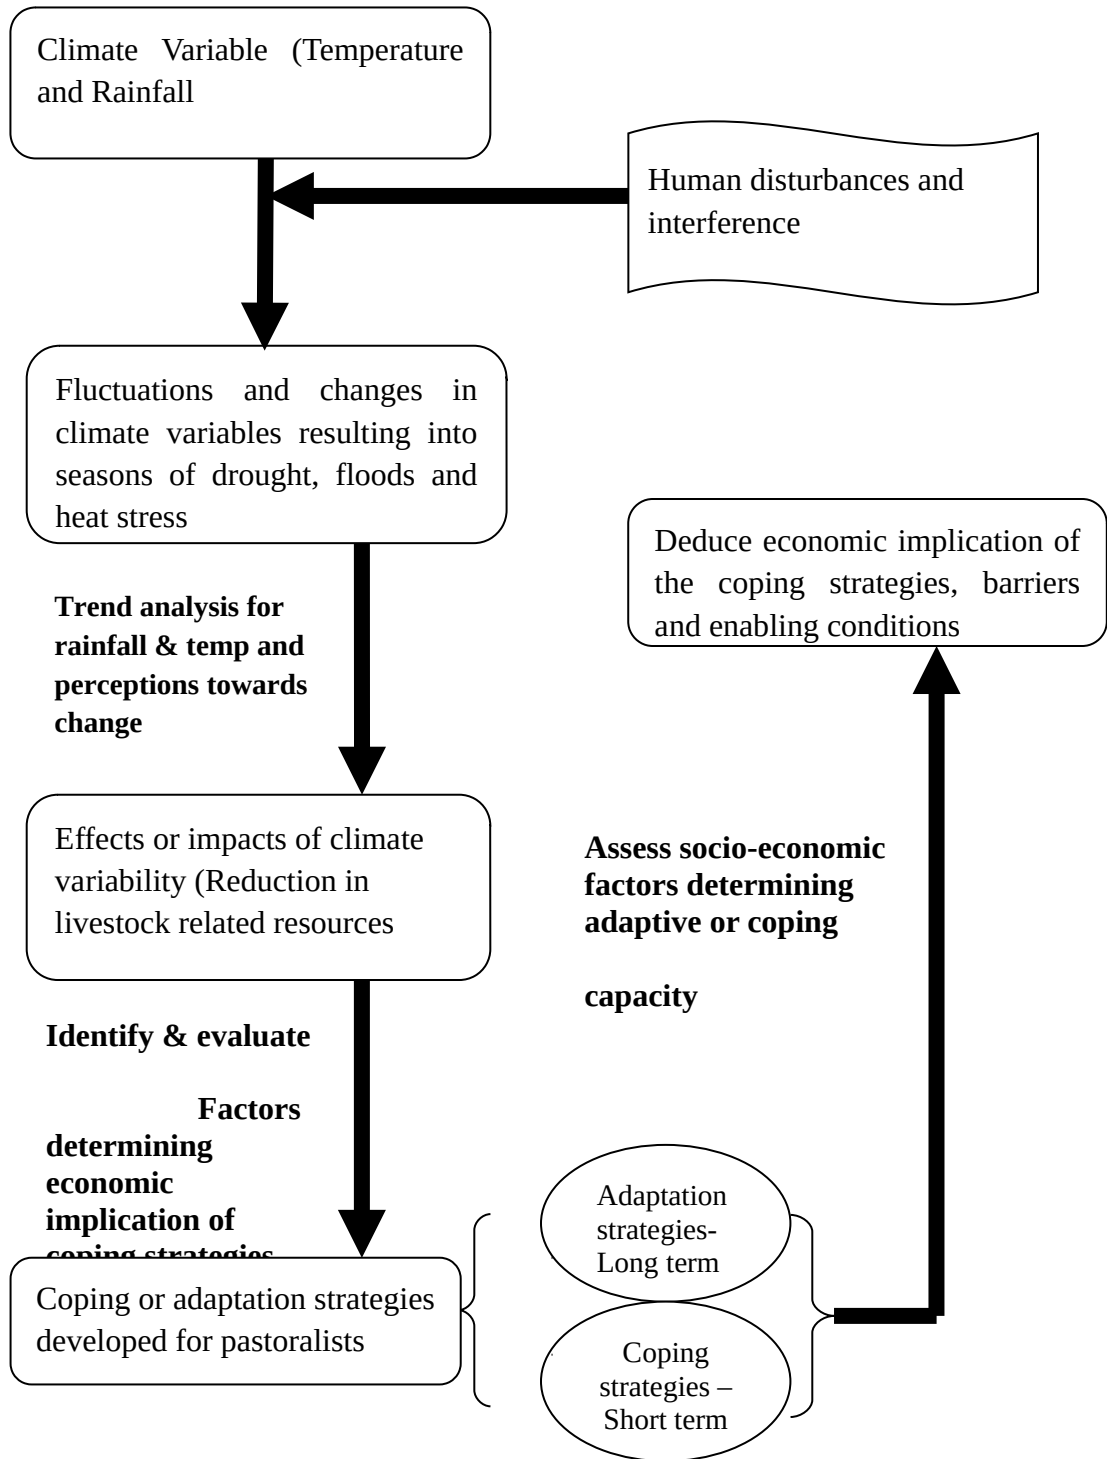 Climate Variable (Temperature
and Rainfall
Human disturbances and
interference
Fluctuations and changes in
climate variables resulting into
seasons of drought, floods and
heat stress
Deduce economic implication of
the coping strategies, barriers
and enabling conditions
Trend analysis for
rainfall & temp and
perceptions towards
change
Effects or impacts of climate
variability (Reduction in
livestock related resources
Assess socio-economic
factors determining
adaptive or coping
capacity
Identify & evaluate
Factors
determining
economic
implication of
coping strategies
Adaptation
strategies-
Long term
Coping or adaptation strategies
developed for pastoralists
Coping
strategies –
Short term